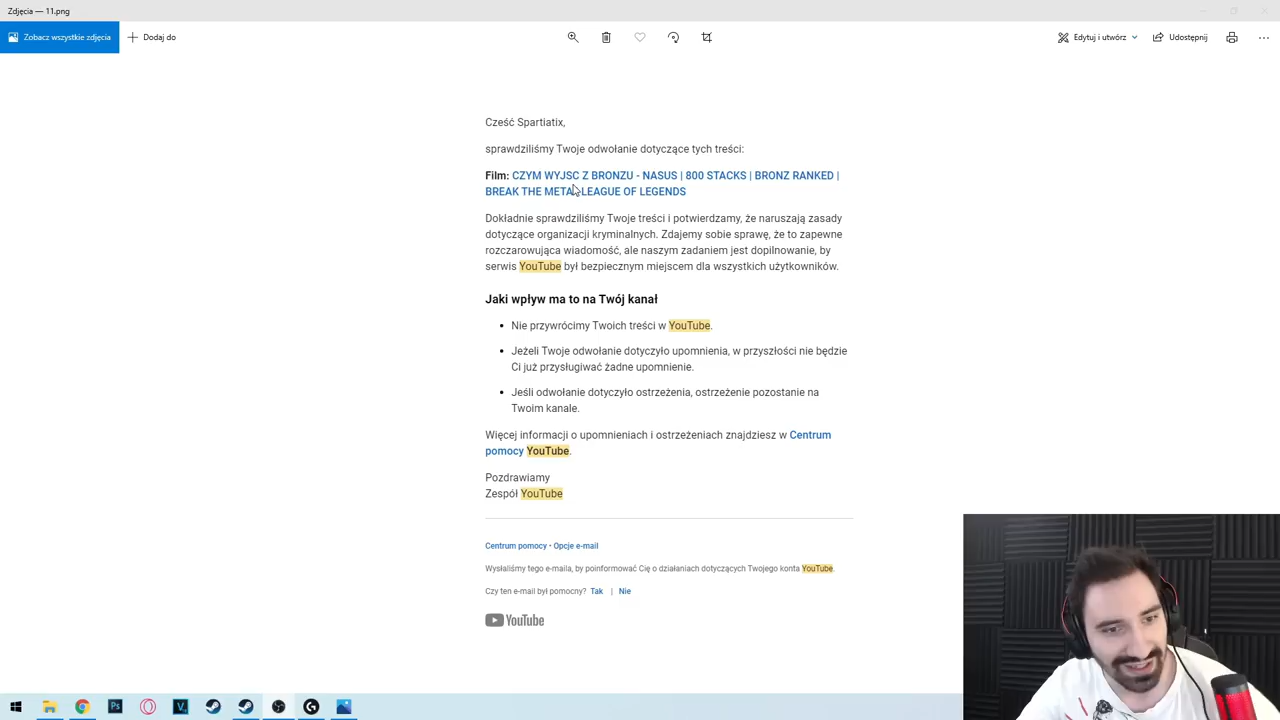 Zdjęcia — 11.png
Zobacz wszystkie zdjęcia
Dodaj do
Edytuj i utwórz
Udostępnij
Cześć Spartiatix,
sprawdziliśmy Twoje odwołanie dotyczące tych treści:
Film: CZYM WYJSC Z BRONZU - NASUS | 800 STACKS | BRONZ RANKED |
BREAK THE META LEAGUE OF LEGENDS
Dokładnie sprawdziliśmy Twoje treści i potwierdzamy, że naruszają zasady
dotyczące organizacji kryminalnych. Zdajemy sobie sprawę, że to zapewne
rozczarowująca wiadomość, ale naszym zadaniem jest dopilnowanie, by
serwis YouTube był bezpiecznym miejscem dla wszystkich użytkowników.
Jaki wpływ ma to na Twój kanał
• Nie przywrócimy Twoich treści w YouTube.
• Jeżeli Twoje odwołanie dotyczyło upomnienia, w przyszłości nie będzie
Ci już przysługiwać żadne upomnienie.
• Jeśli odwołanie dotyczyło ostrzeżenia, ostrzeżenie pozostanie na
Twoim kanale.
Więcej informacji o upomnieniach i ostrzeżeniach znajdziesz w Centrum
pomocy YouTube.
Pozdrawiamy
Zespół YouTube
Centrum pomocy • Opcje e-mail
Wysłaliśmy tego e-maila, by poinformować Cię o działaniach dotyczących Twojego konta YouTube.
Czy ten e-mail był pomocny? Tak | Nie
YouTube
Ps
V